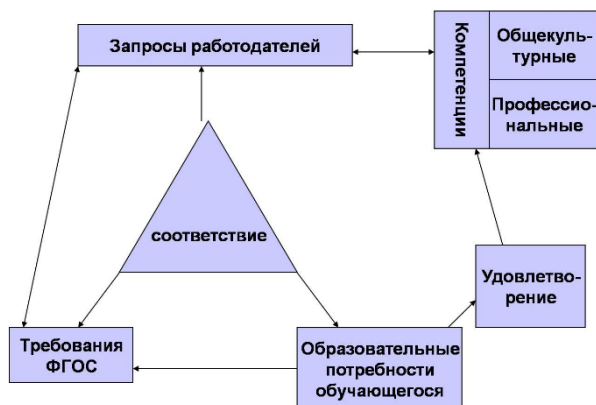 Запросы работодателей
Компетенции
Общекуль-
турные
Профессио-
нальные
соответствие
Удовлетво-
рение
Требования
ФГОС
Образовательные
потребности
обучающегося